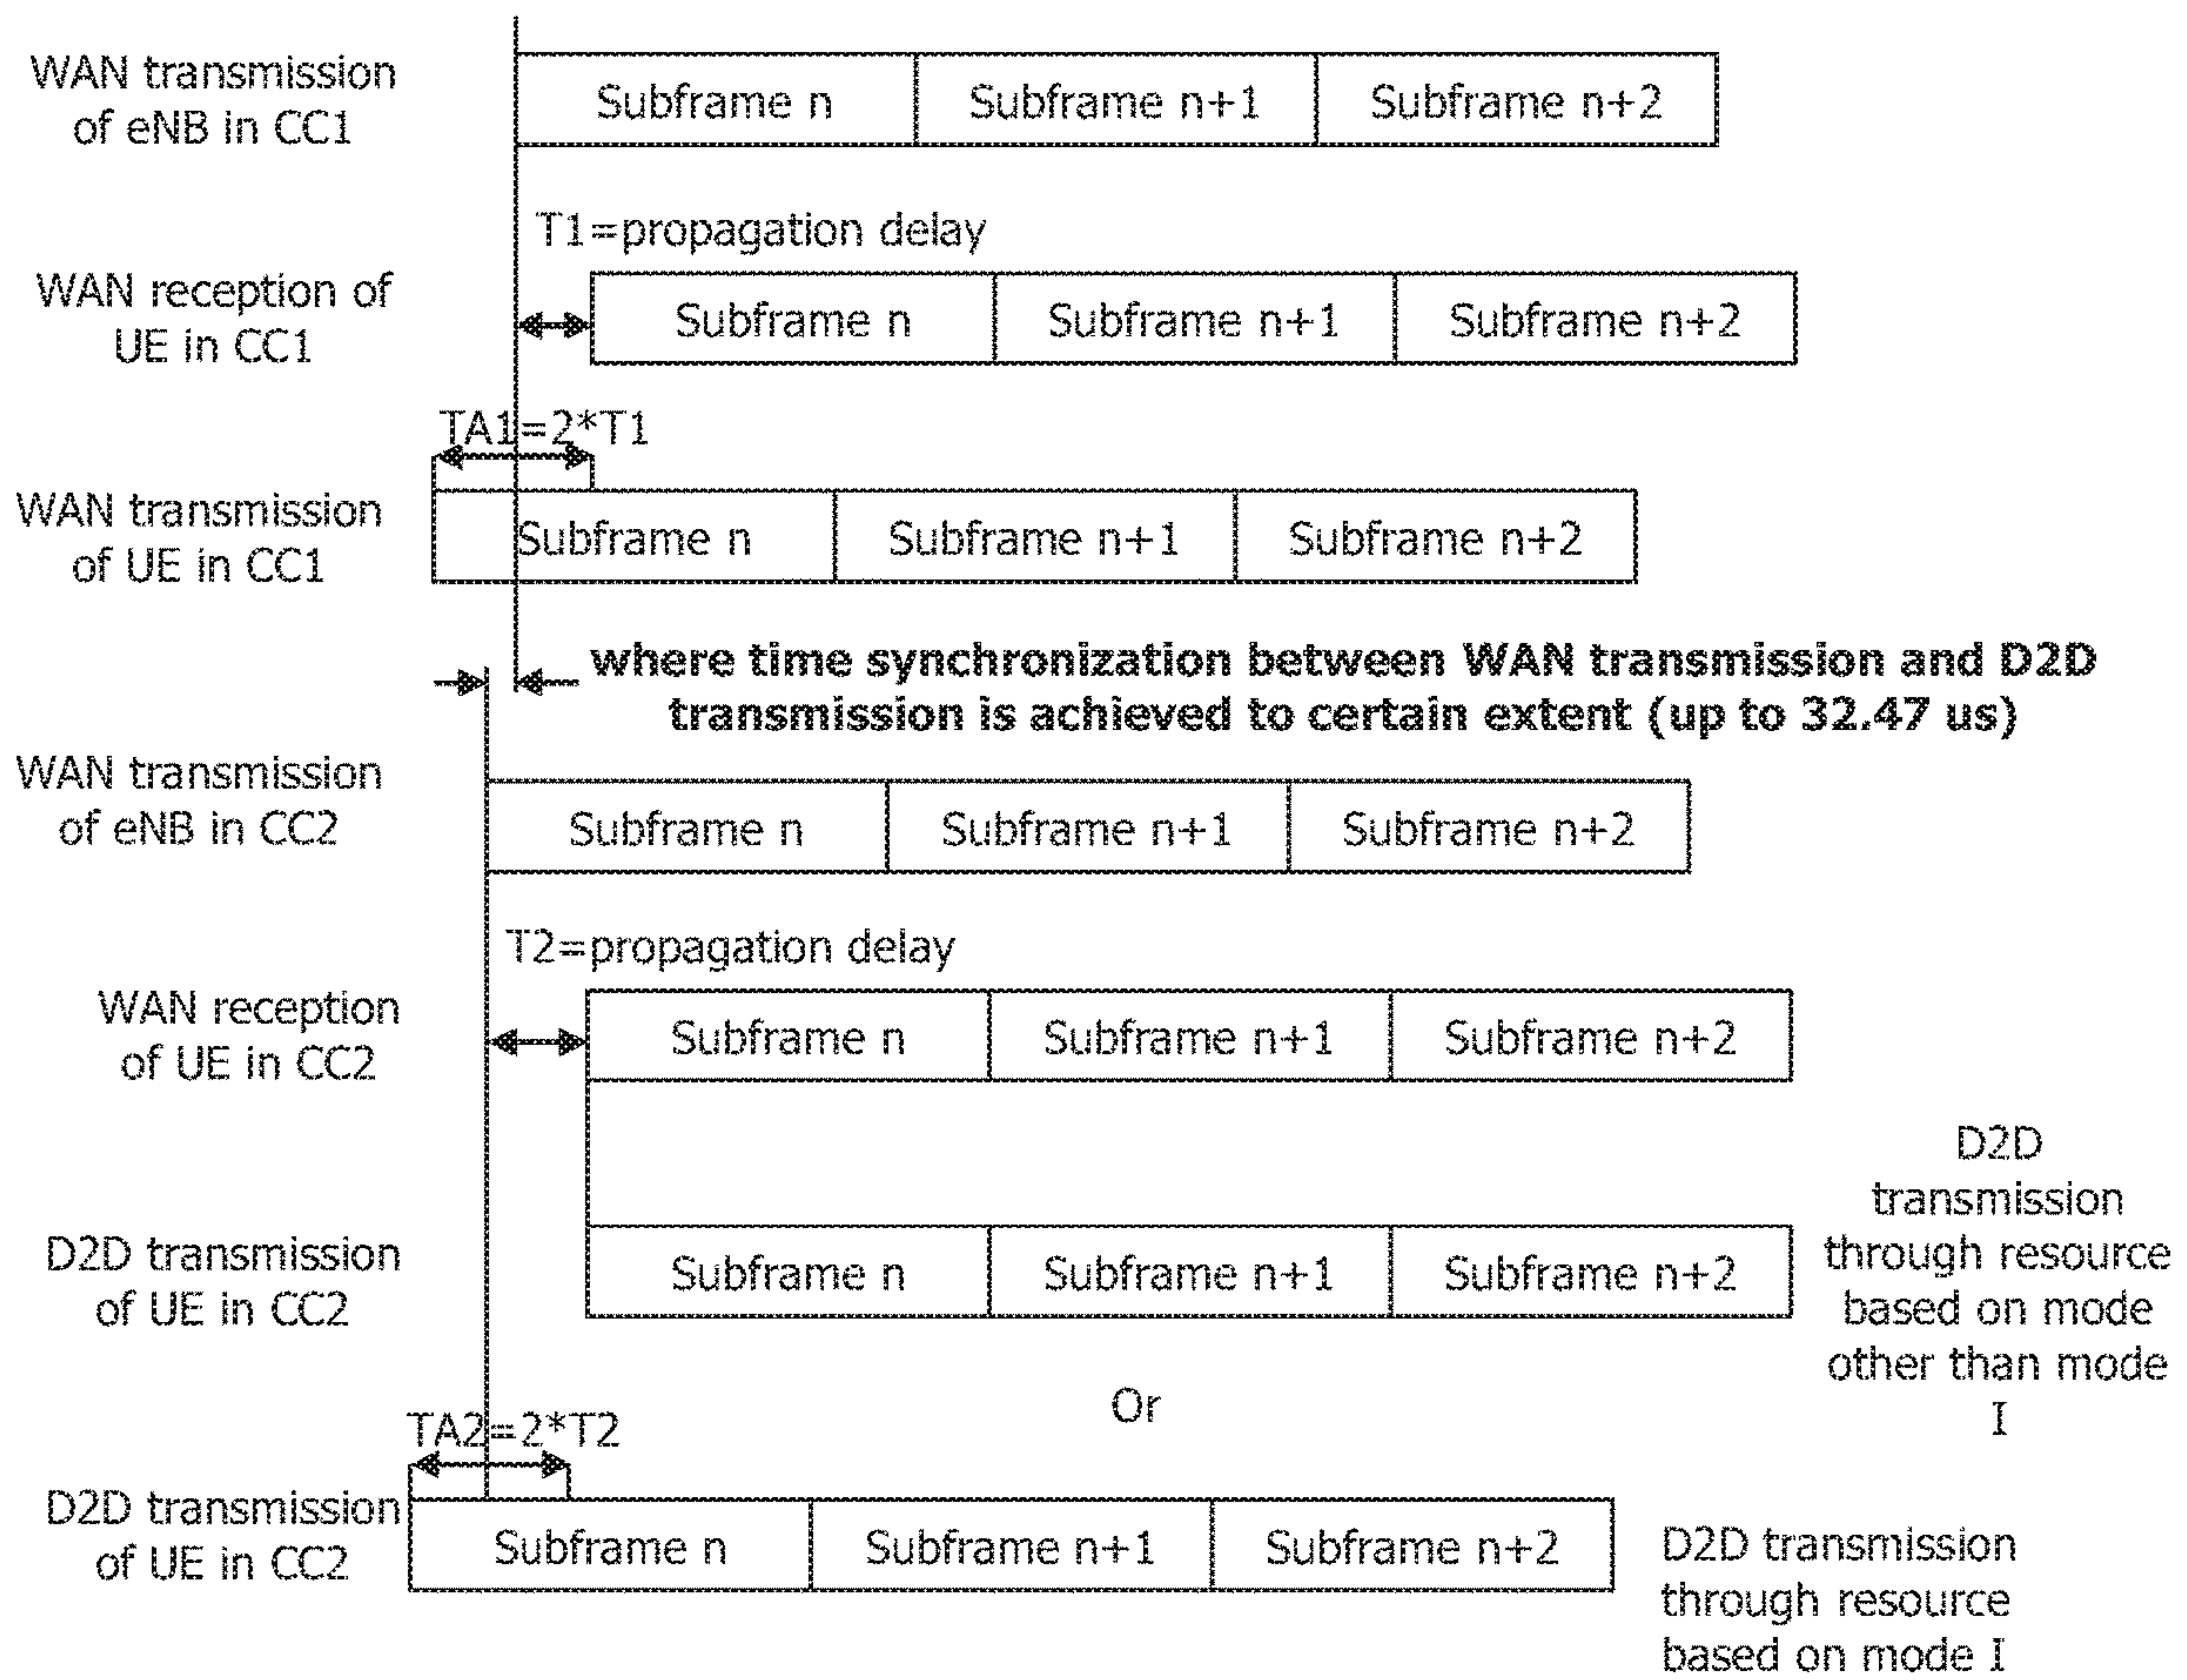 WAN transmission
of eNB in CC1
Subframe n
Subframe n+1
Subframe n+2
T1=propagation delay
WAN reception of
UE in CC1
Subframe n
Subframe n+1
Subframe n+2
TA1=2*T1
WAN transmission
of UE in CC1
Subframe n
Subframe n+1
Subframe n+2
where time synchronization between WAN transmission and D2D
transmission is achieved to certain extent (up to 32.47 us)
WAN transmission
of eNB in CC2
Subframe n
Subframe n+1
Subframe n+2
T2=propagation delay
WAN reception
of UE in CC2
Subframe n
Subframe n+1
Subframe n+2
D2D transmission
of UE in CC2
Subframe n
Subframe n+1
Subframe n+2
D2D
transmission
through resource
based on mode
other than mode
I
Or
TA2=2*T2
D2D transmission
of UE in CC2
Subframe n
Subframe n+1
Subframe n+2
D2D transmission
through resource
based on mode I